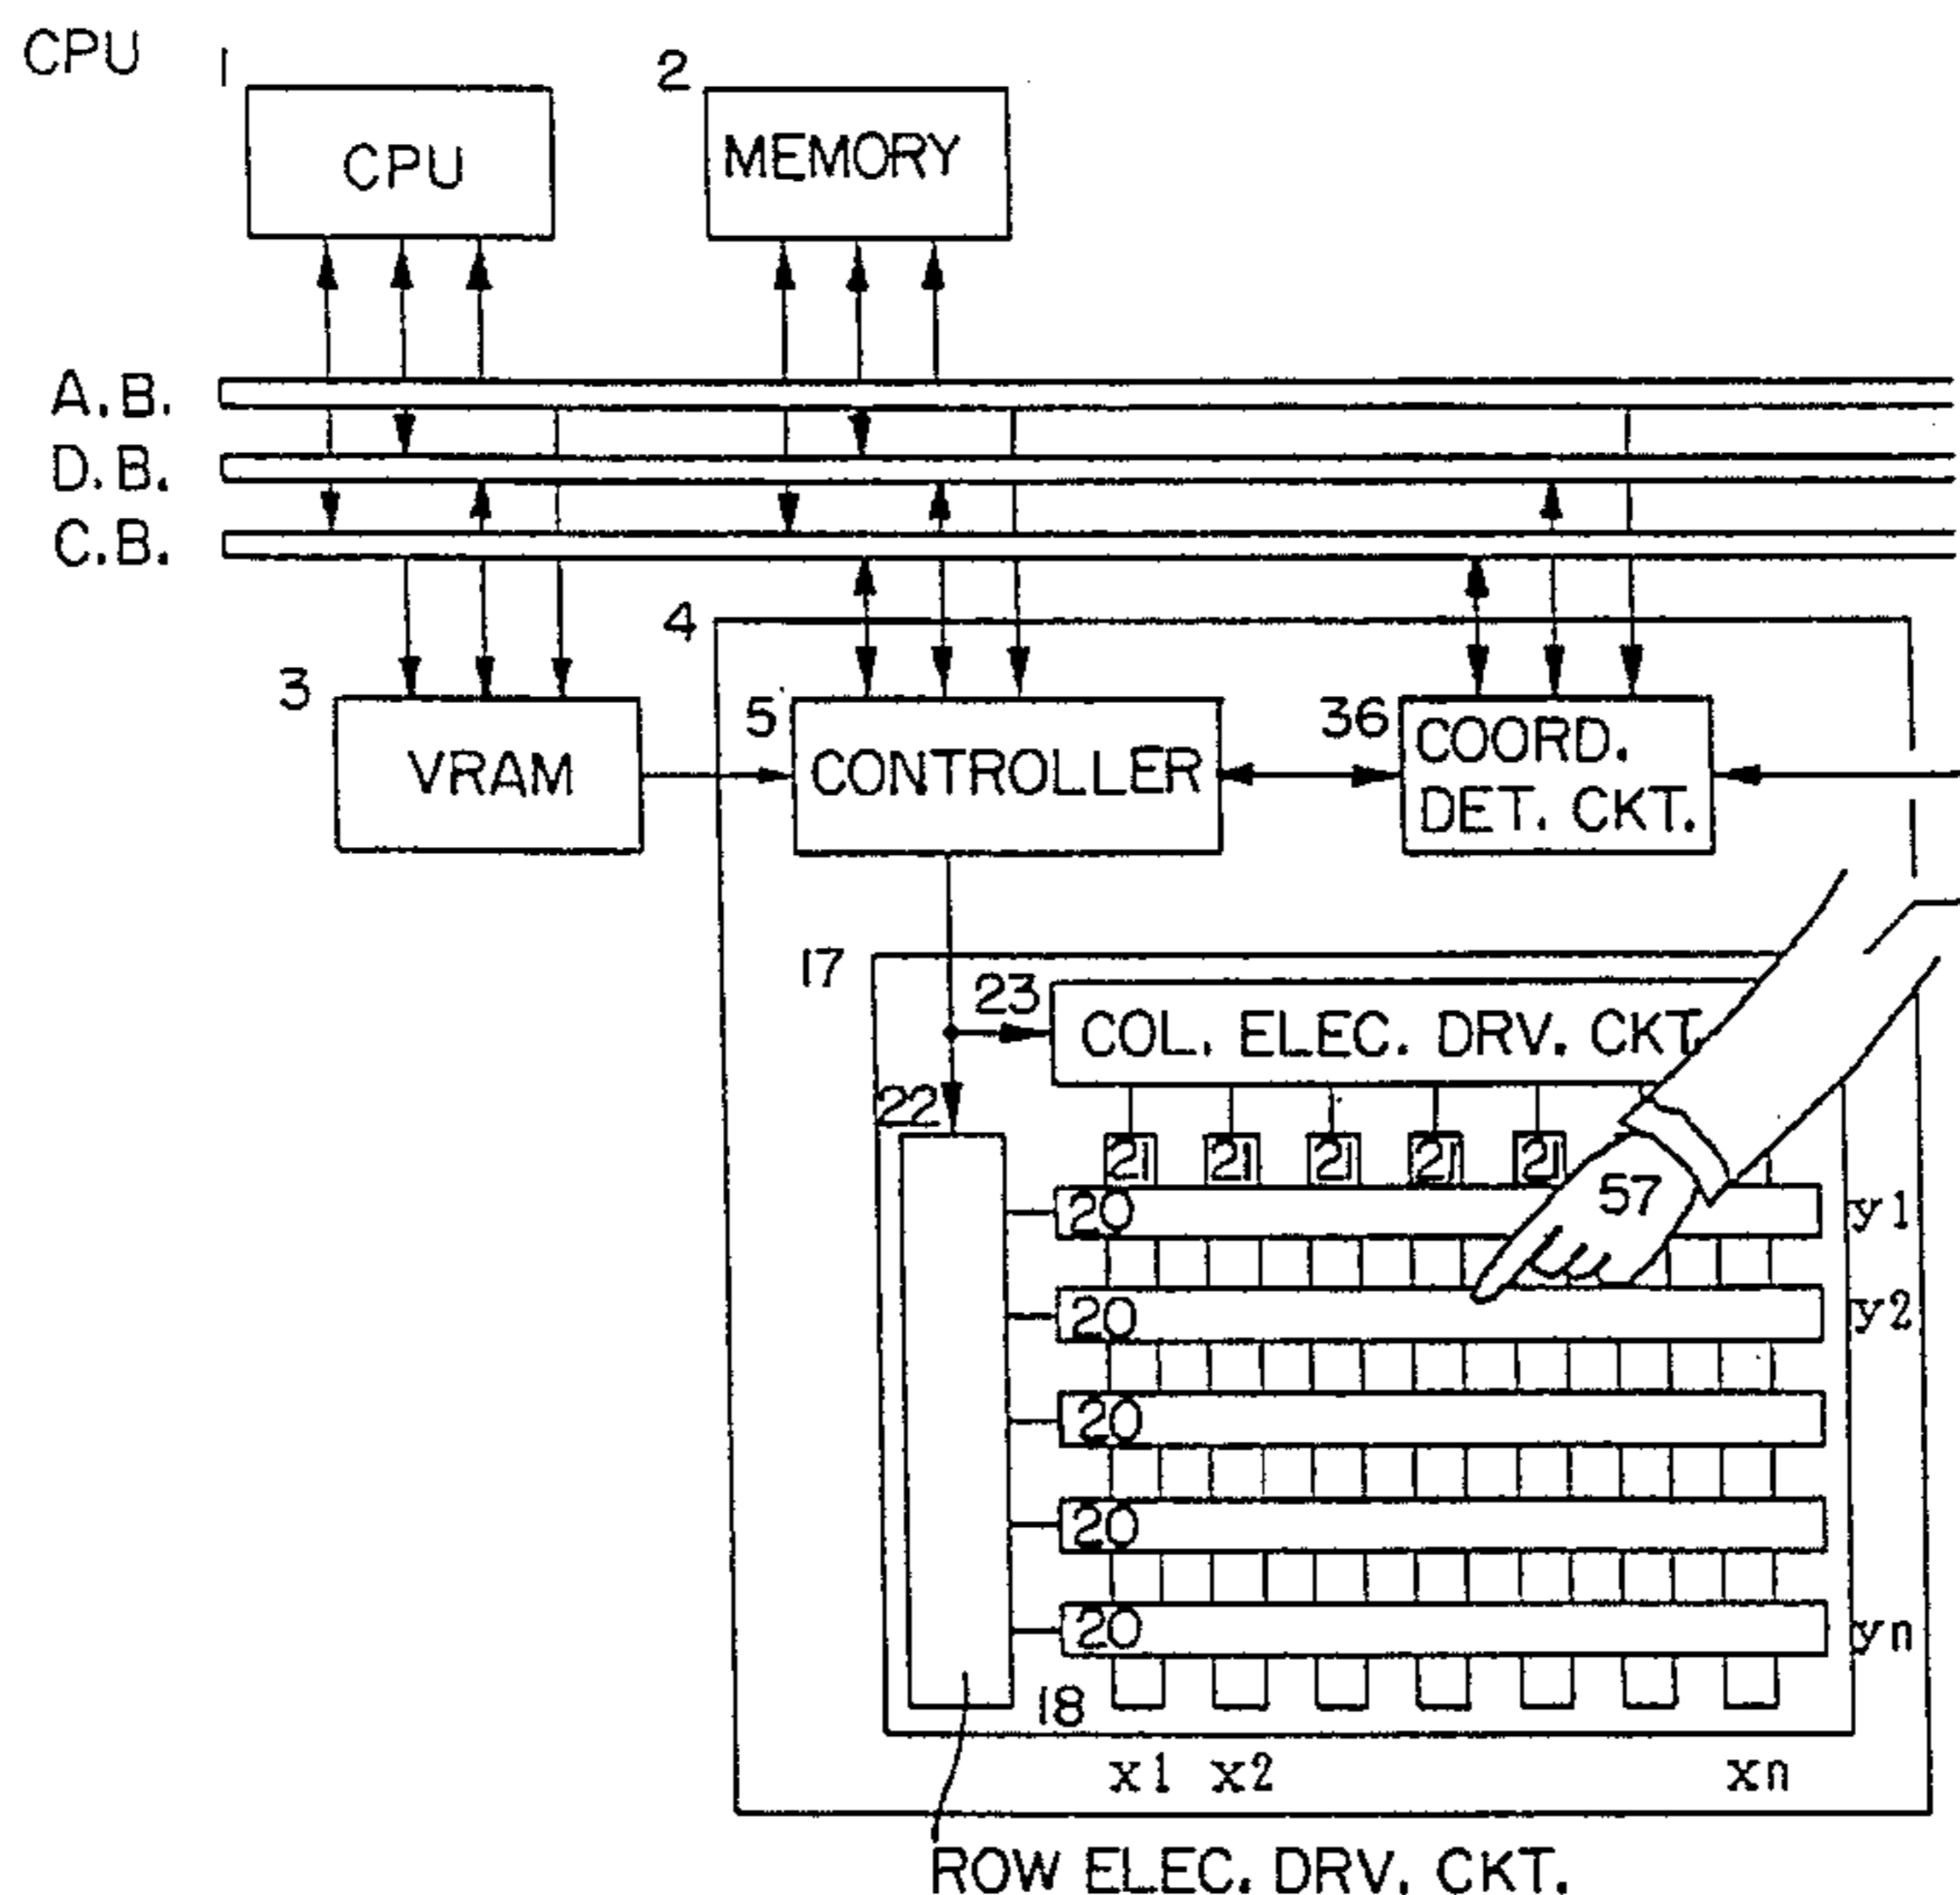 CPU
1
2
CPU
MEMORY
A.B.
D.B.
C.B.
4
3
5
36
VRAM
CONTROLLER
COORD.
DET. CKT.
17
23
COL. ELEC. DRV. CKT.
22
21 21 21 21 21
57
20
y1
20
y2
20
20
20
yn
18
x1 x2 xn
ROW ELEC. DRV. CKT.